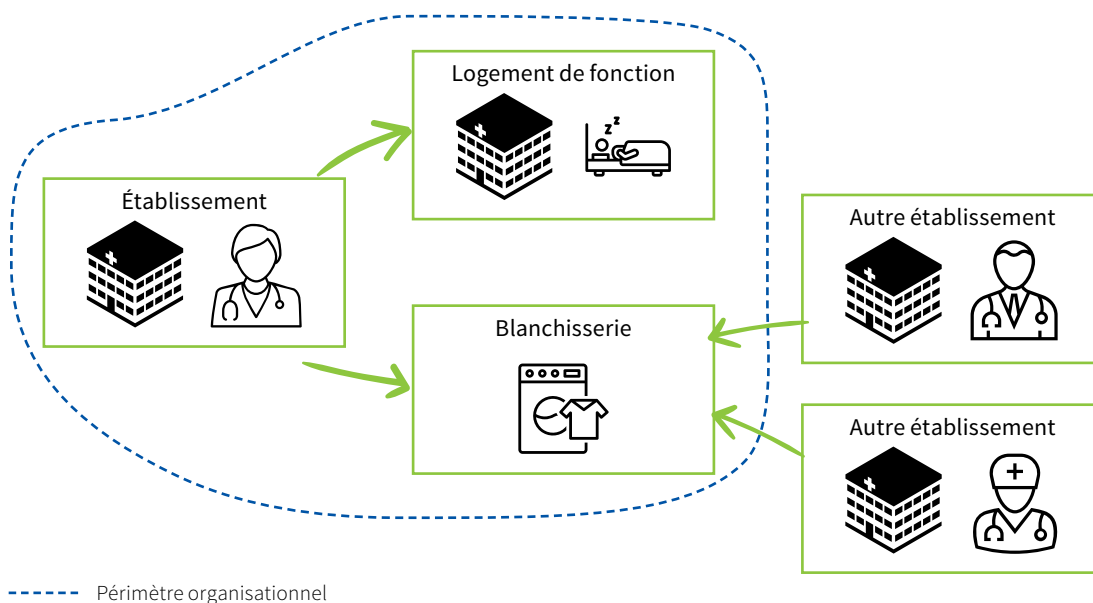 Logement de fonction
z z z
Établissement
Autre établissement
Blanchisserie
Autre établissement
Périmètre organisationnel